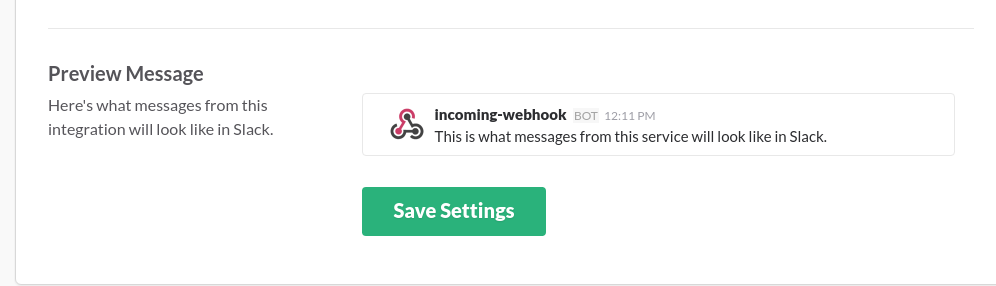 Preview Message
Here's what messages from this
integration will look like in Slack.
incoming-webhook BOT 12:11 PM
This is what messages from this service will look like in Slack.
Save Settings